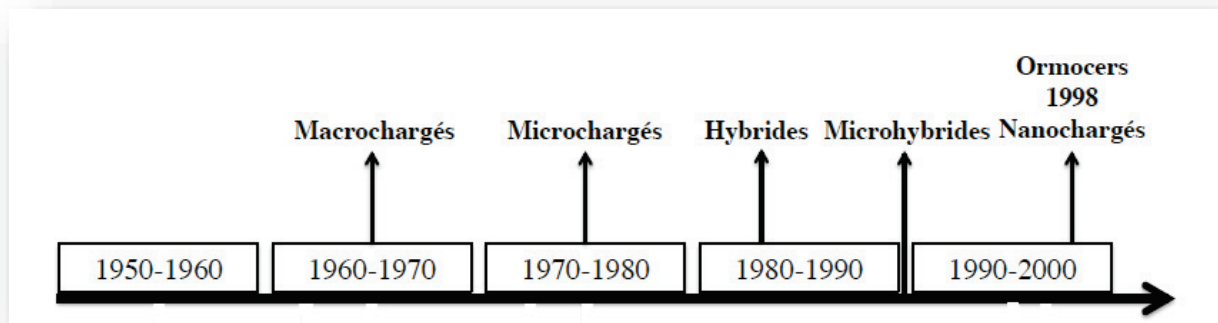 Ormocers
1998
Macrochargés Microchargés Hybrides Microhybrides Nanochargés
1950-1960 1960-1970 1970-1980 1980-1990 1990-2000